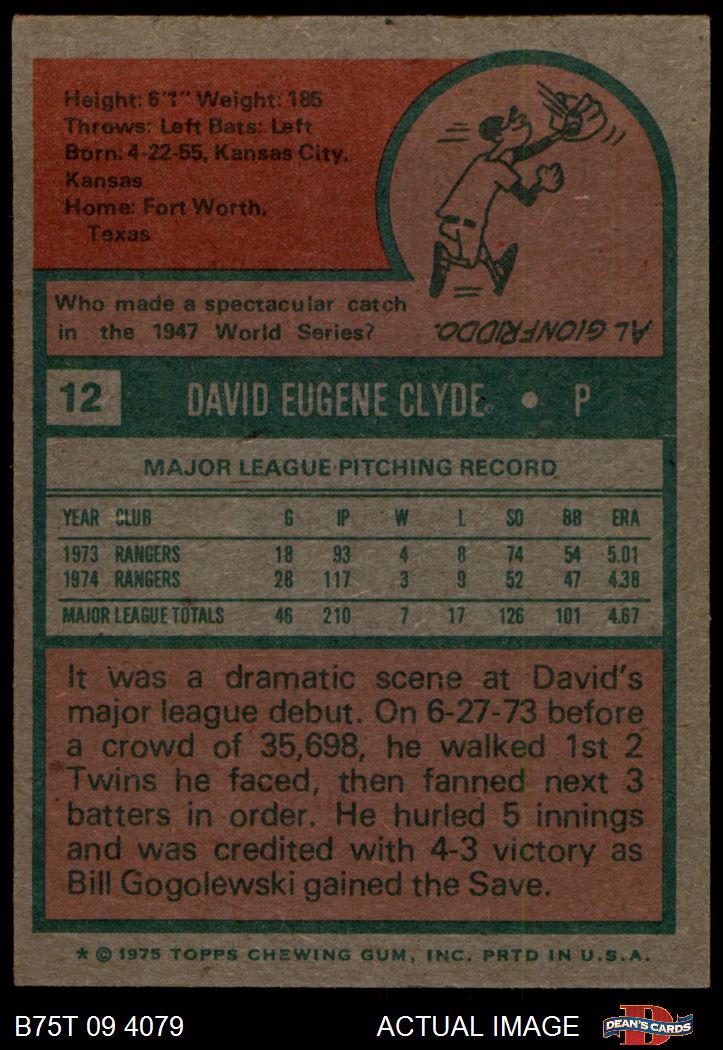 Height: 6'1" Weight: 185
Throws: Left Bats: Left
Born: 4-22-55, Kansas City,
Kansas
Home: Fort Worth,
Texas
Who made a spectacular catch
in the 1947 World Series?
AL GIONFRIDDO.
12 DAVID EUGENE CLYDE • P
MAJOR LEAGUE PITCHING RECORD
YEAR CLUB G IP W L SO BB ERA
1973 RANGERS 18 93 4 8 74 54 5.01
1974 RANGERS 28 117 3 9 52 47 4.38
MAJOR LEAGUE TOTALS 46 210 7 17 126 101 4.67
It was a dramatic scene at David's
major league debut. On 6-27-73 before
a crowd of 35,698, he walked 1st 2
Twins he faced, then fanned next 3
batters in order. He hurled 5 innings
and was credited with 4-3 victory as
Bill Gogolewski gained the Save.
* © 1975 TOPPS CHEWING GUM, INC. PRTD IN U.S.A.
B75T 09 4079 ACTUAL IMAGE
D
DEAN'S CARDS